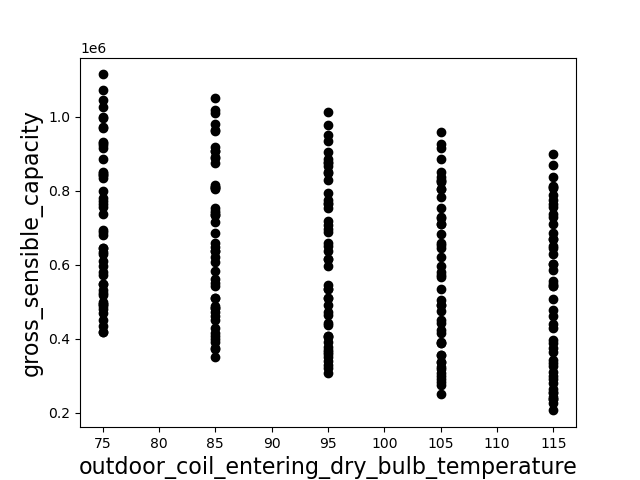 1e6
1.0
0.8
0.6
0.4
0.2
gross_sensible_capacity
75 80 85 90 95 100 105 110 115
outdoor_coil_entering_dry_bulb_temperature